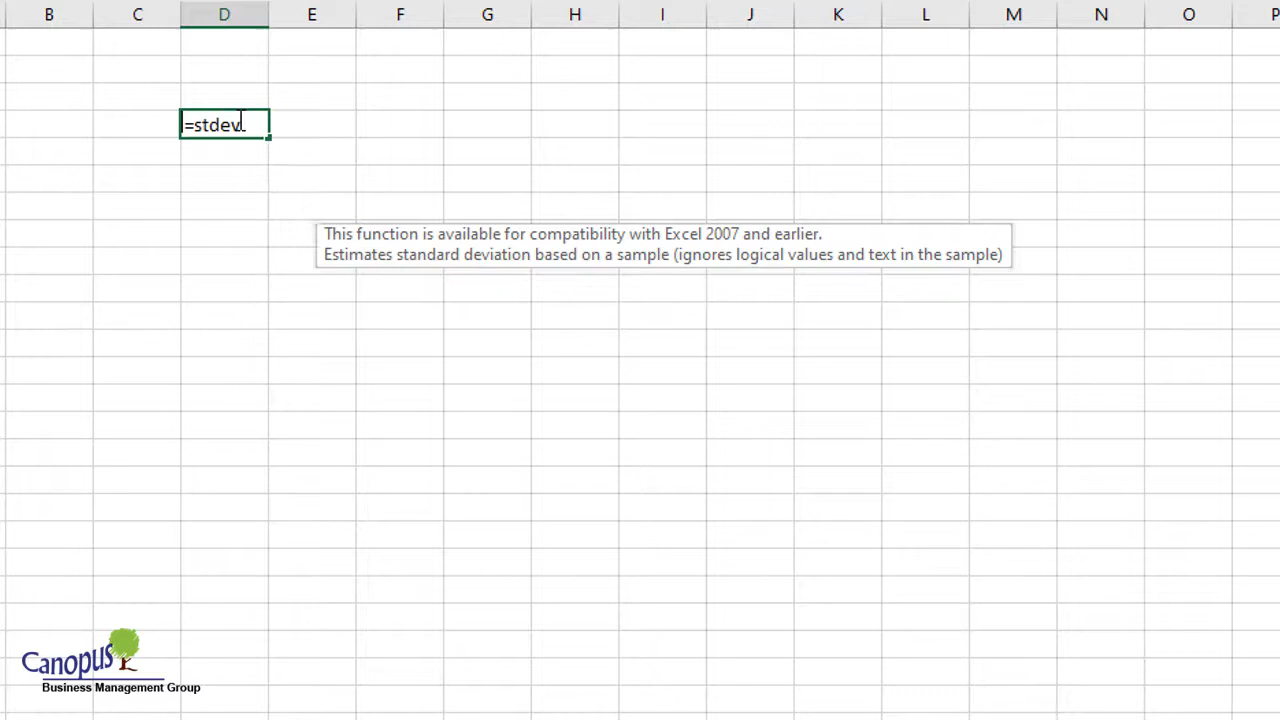 B C D E F G H I J K L M N O P
=stdev
This function is available for compatibility with Excel 2007 and earlier.
Estimates standard deviation based on a sample (ignores logical values and text in the sample)
Canopus
Business Management Group